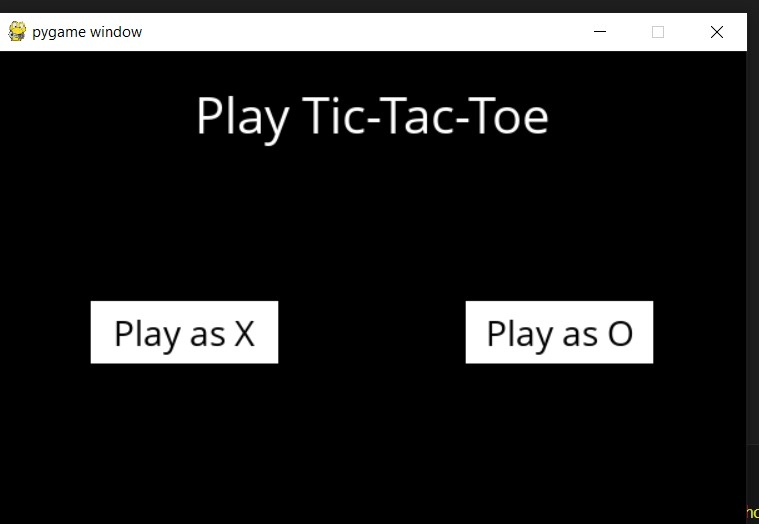 pygame window
Play Tic-Tac-Toe
Play as X
Play as O